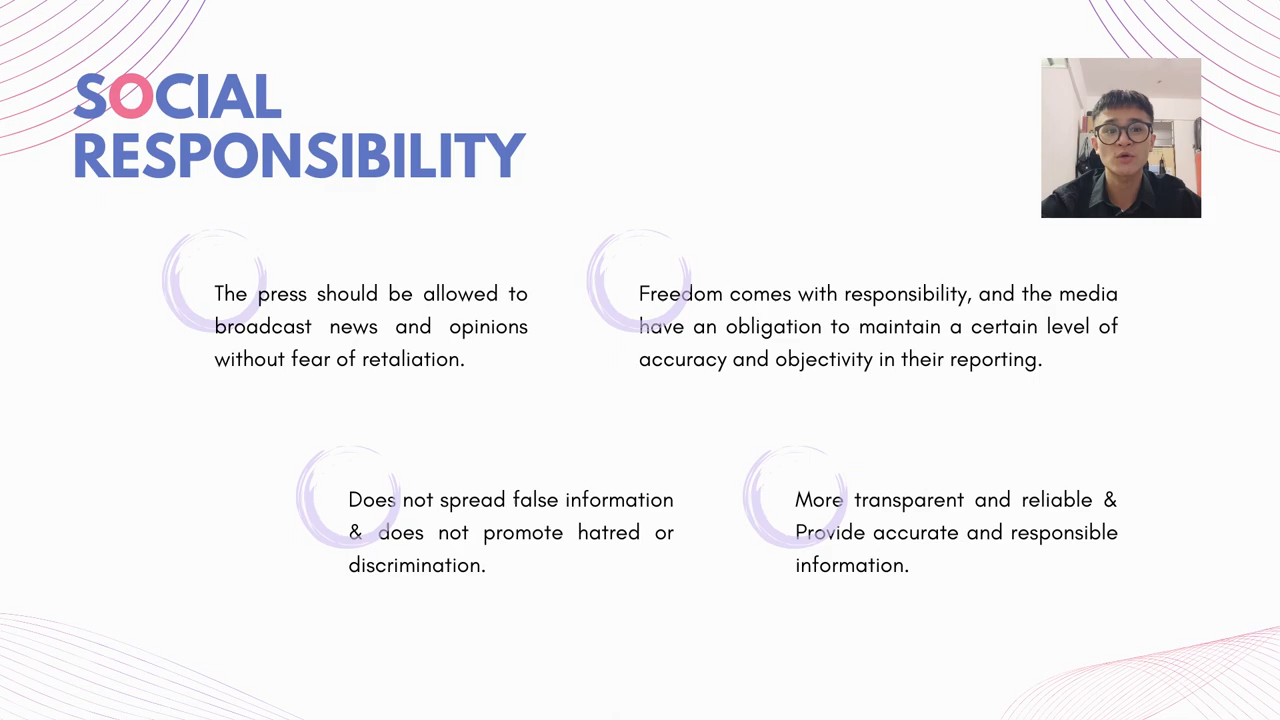 SOCIAL
RESPONSIBILITY
The press should be allowed to
broadcast news and opinions
without fear of retaliation.
Freedom comes with responsibility, and the media
have an obligation to maintain a certain level of
accuracy and objectivity in their reporting.
Does not spread false information
& does not promote hatred or
discrimination.
More transparent and reliable &
Provide accurate and responsible
information.